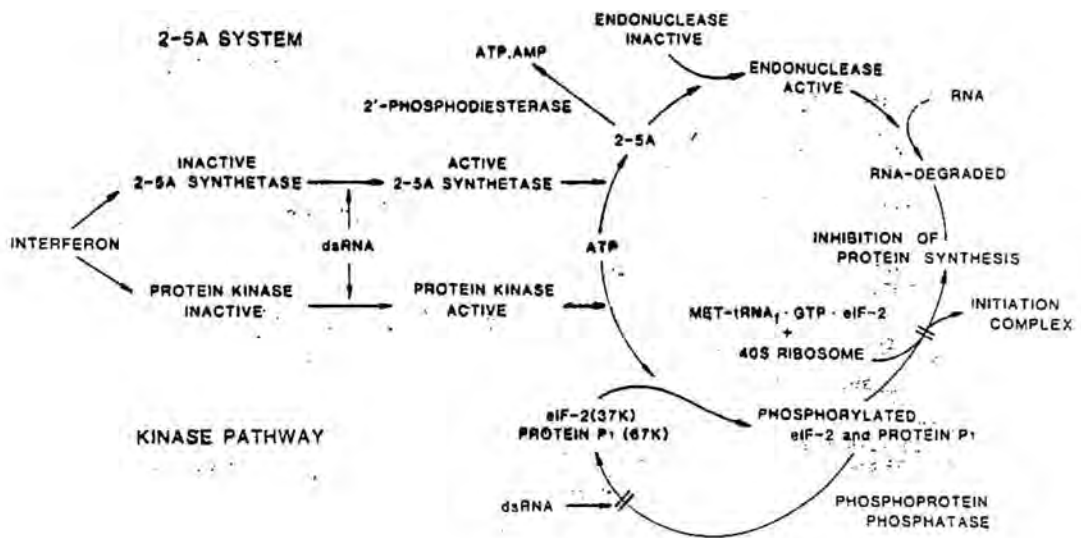 2-5A SYSTEM
ENDONUCLEASE
INACTIVE
ATP.AMP
ENDONUCLEASE
ACTIVE
2'-PHOSPHODIESTERASE
RNA
2-5A
INACTIVE
2-5A SYNTHETASE
ACTIVE
2-5A SYNTHETASE
RNA-DEGRADED
INTERFERON
dsRNA
ATP
INHIBITION OF
PROTEIN SYNTHESIS
PROTEIN KINASE
INACTIVE
PROTEIN KINASE
ACTIVE
MET-tRNAf · GTP · eIF-2
+
40S RIBOSOME
INITIATION
COMPLEX
KINASE PATHWAY
eIF-2(37K)
PROTEIN P1 (67K)
PHOSPHORYLATED
eIF-2 and PROTEIN P1
dsRNA
PHOSPHOPROTEIN
PHOSPHATASE